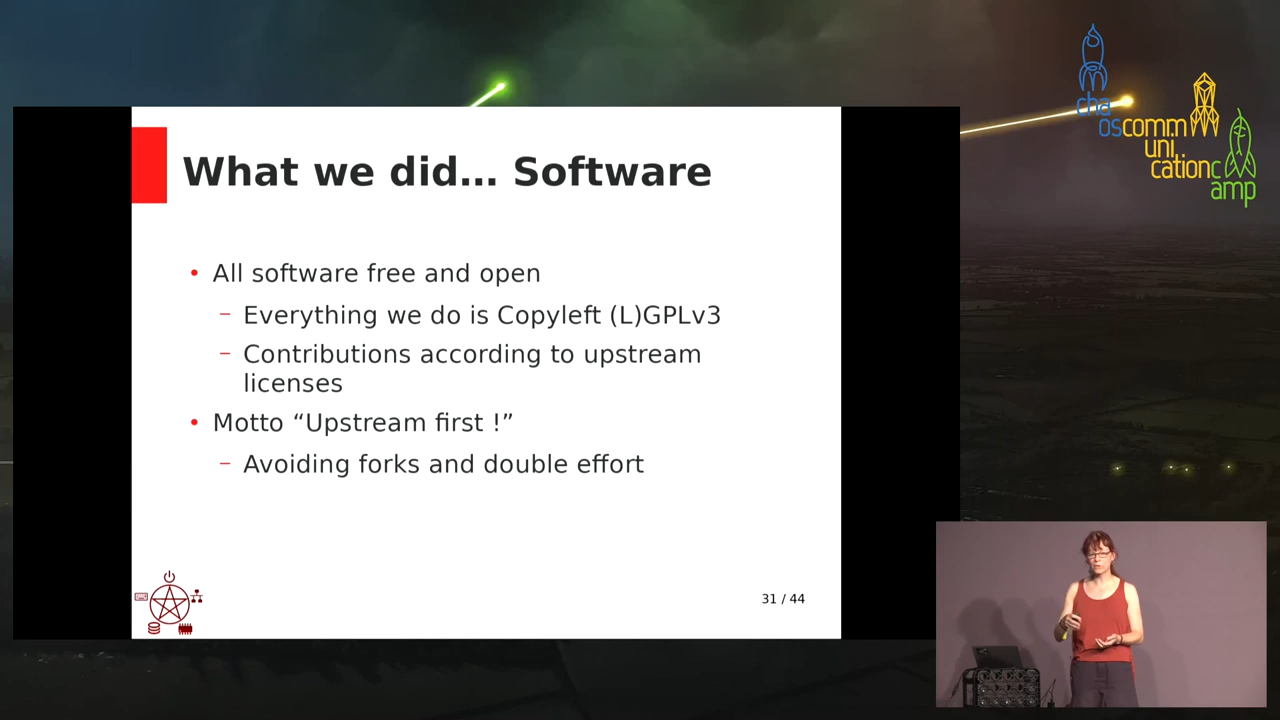 What we did... Software
• All software free and open
– Everything we do is Copyleft (L)GPLv3
– Contributions according to upstream
licenses
• Motto “Upstream first !”
– Avoiding forks and double effort
31 / 44
cha
oscomm
uni
cationc
amp